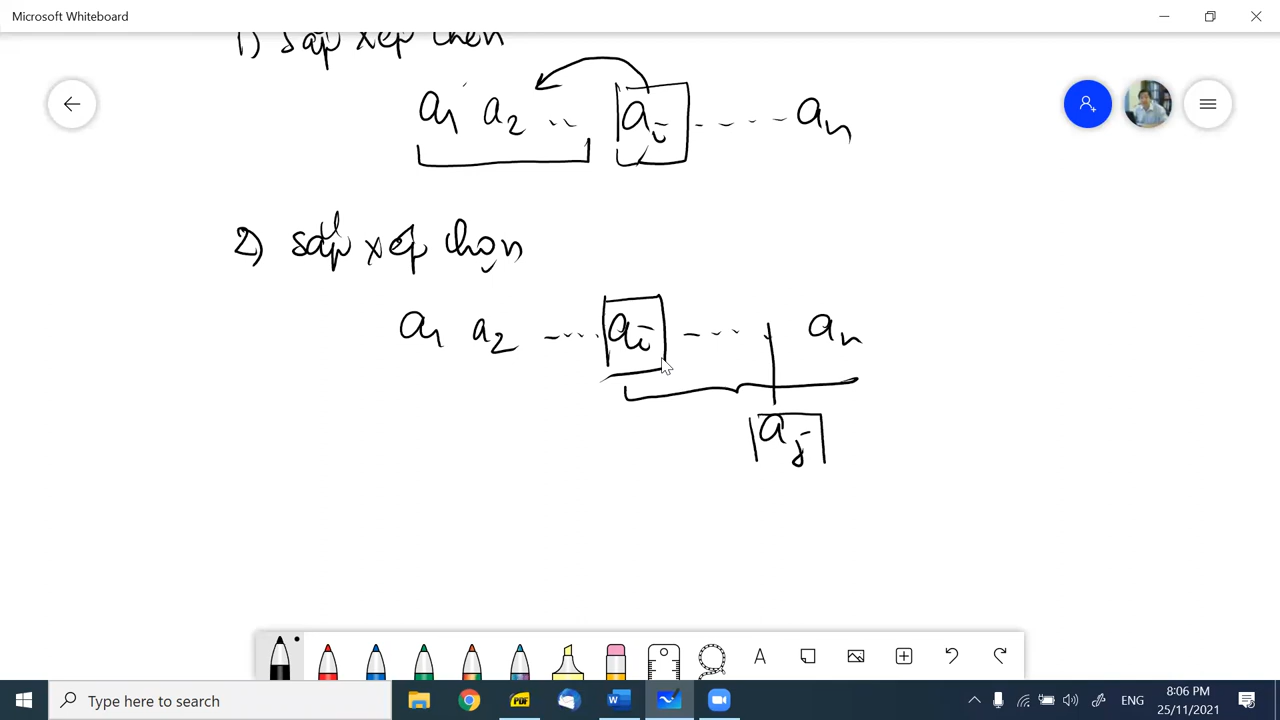 Microsoft Whiteboard
1) sắp xếp chèn
a1 a2 .. ai ------ an
2) sắp xếp chọn
a1 a2 ----- ai ----. an
aj
A
Type here to search
PDF
W
ENG
8:06 PM
25/11/2021